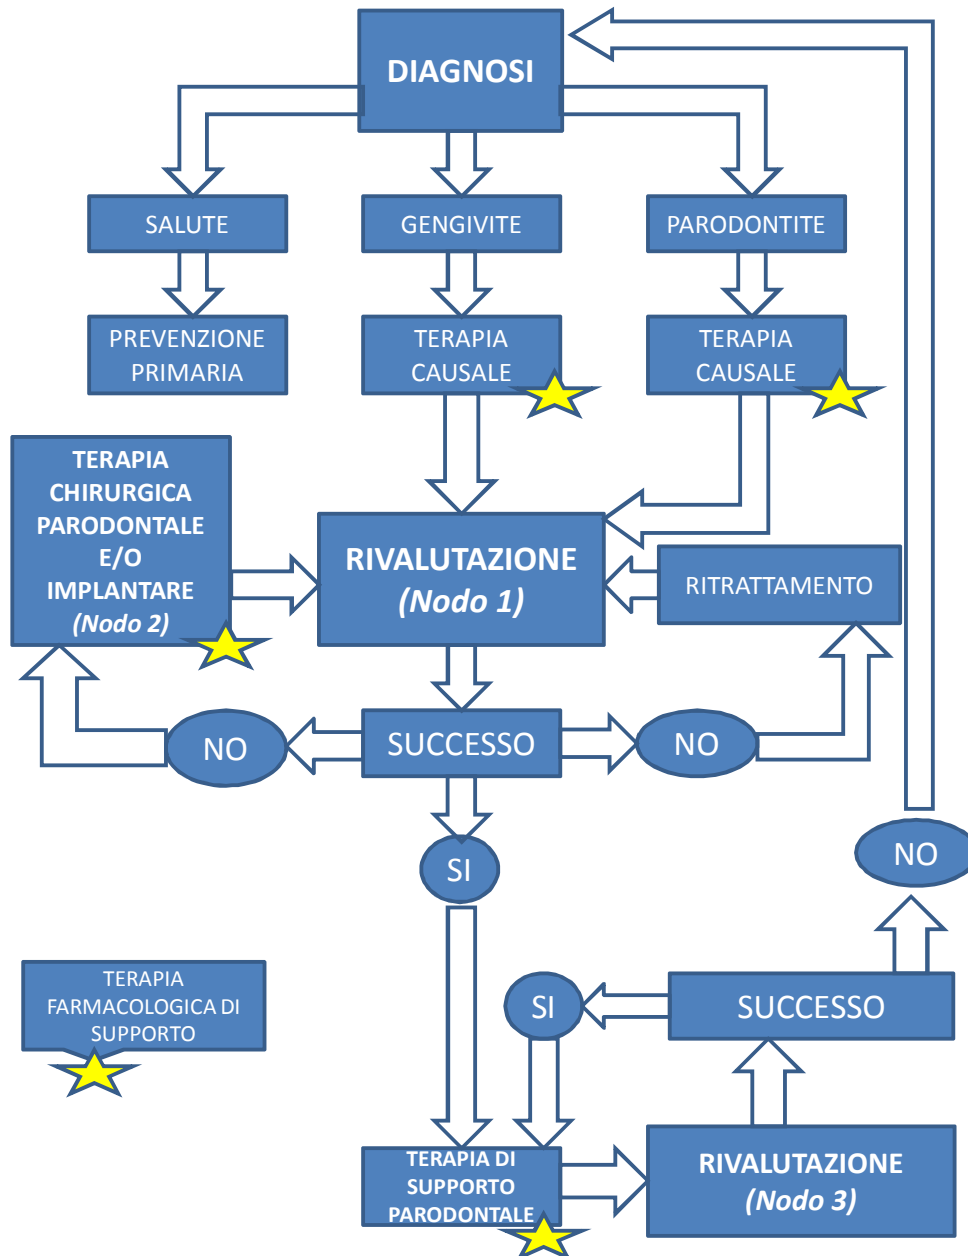 DIAGNOSI
SALUTE
GENGIVITE
PARODONTITE
PREVENZIONE
PRIMARIA
TERAPIA
CAUSALE
TERAPIA
CAUSALE
TERAPIA
CHIRURGICA
PARODONTALE
E/O
IMPLANTARE
(Nodo 2)
RIVALUTAZIONE
(Nodo 1)
RITRATTAMENTO
NO
SUCCESSO
NO
SI
NO
TERAPIA
FARMACOLOGICA DI
SUPPORTO
SI
SUCCESSO
TERAPIA DI
SUPPORTO
PARODONTALE
RIVALUTAZIONE
(Nodo 3)